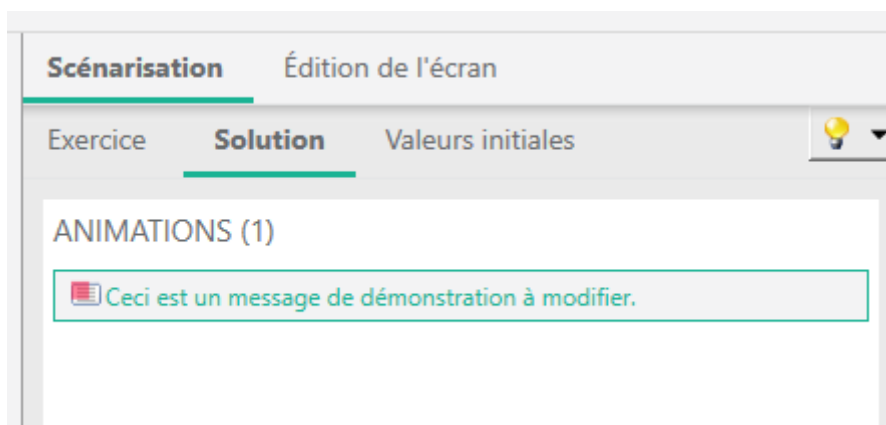 Scénarisation Édition de l'écran
Exercice Solution Valeurs initiales
ANIMATIONS (1)
Ceci est un message de démonstration à modifier.